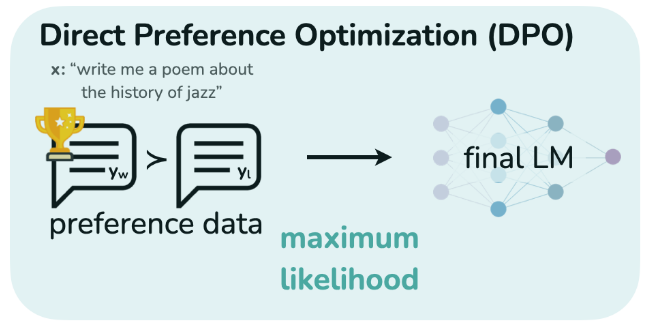 Direct Preference Optimization (DPO)
x: “write me a poem about
the history of jazz”
y_w ≻ y_l
final LM
preference data
maximum
likelihood